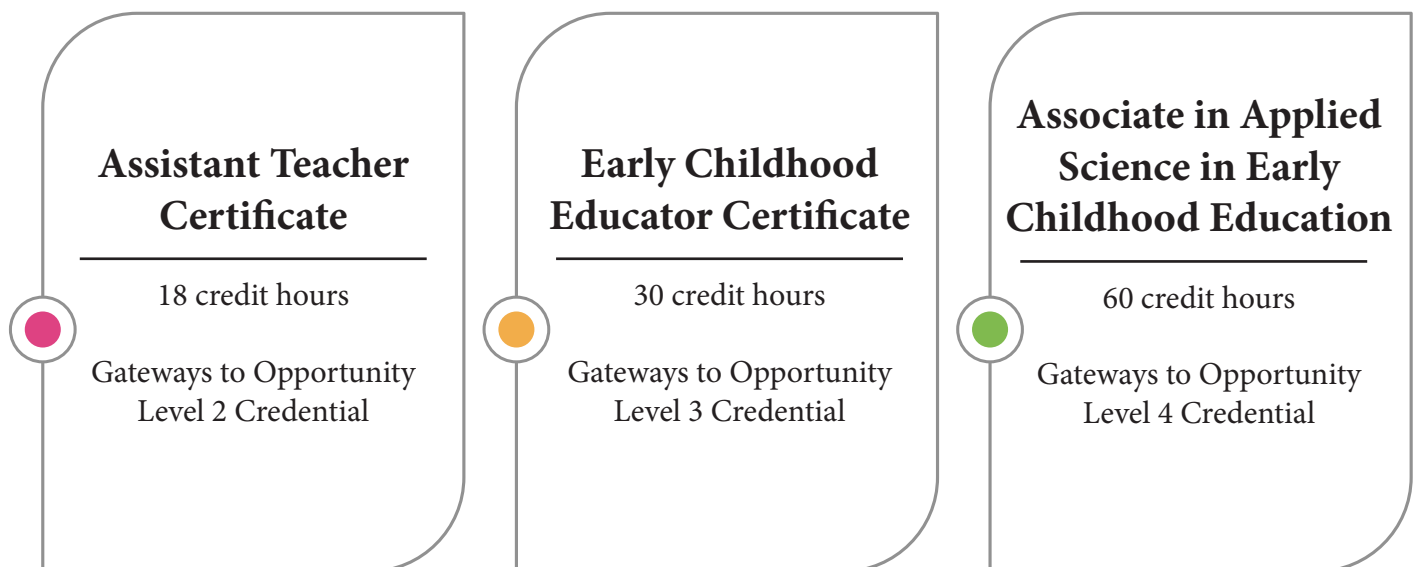 Assistant Teacher
Certificate
18 credit hours
Gateways to Opportunity
Level 2 Credential
Early Childhood
Educator Certificate
30 credit hours
Gateways to Opportunity
Level 3 Credential
Associate in Applied
Science in Early
Childhood Education
60 credit hours
Gateways to Opportunity
Level 4 Credential